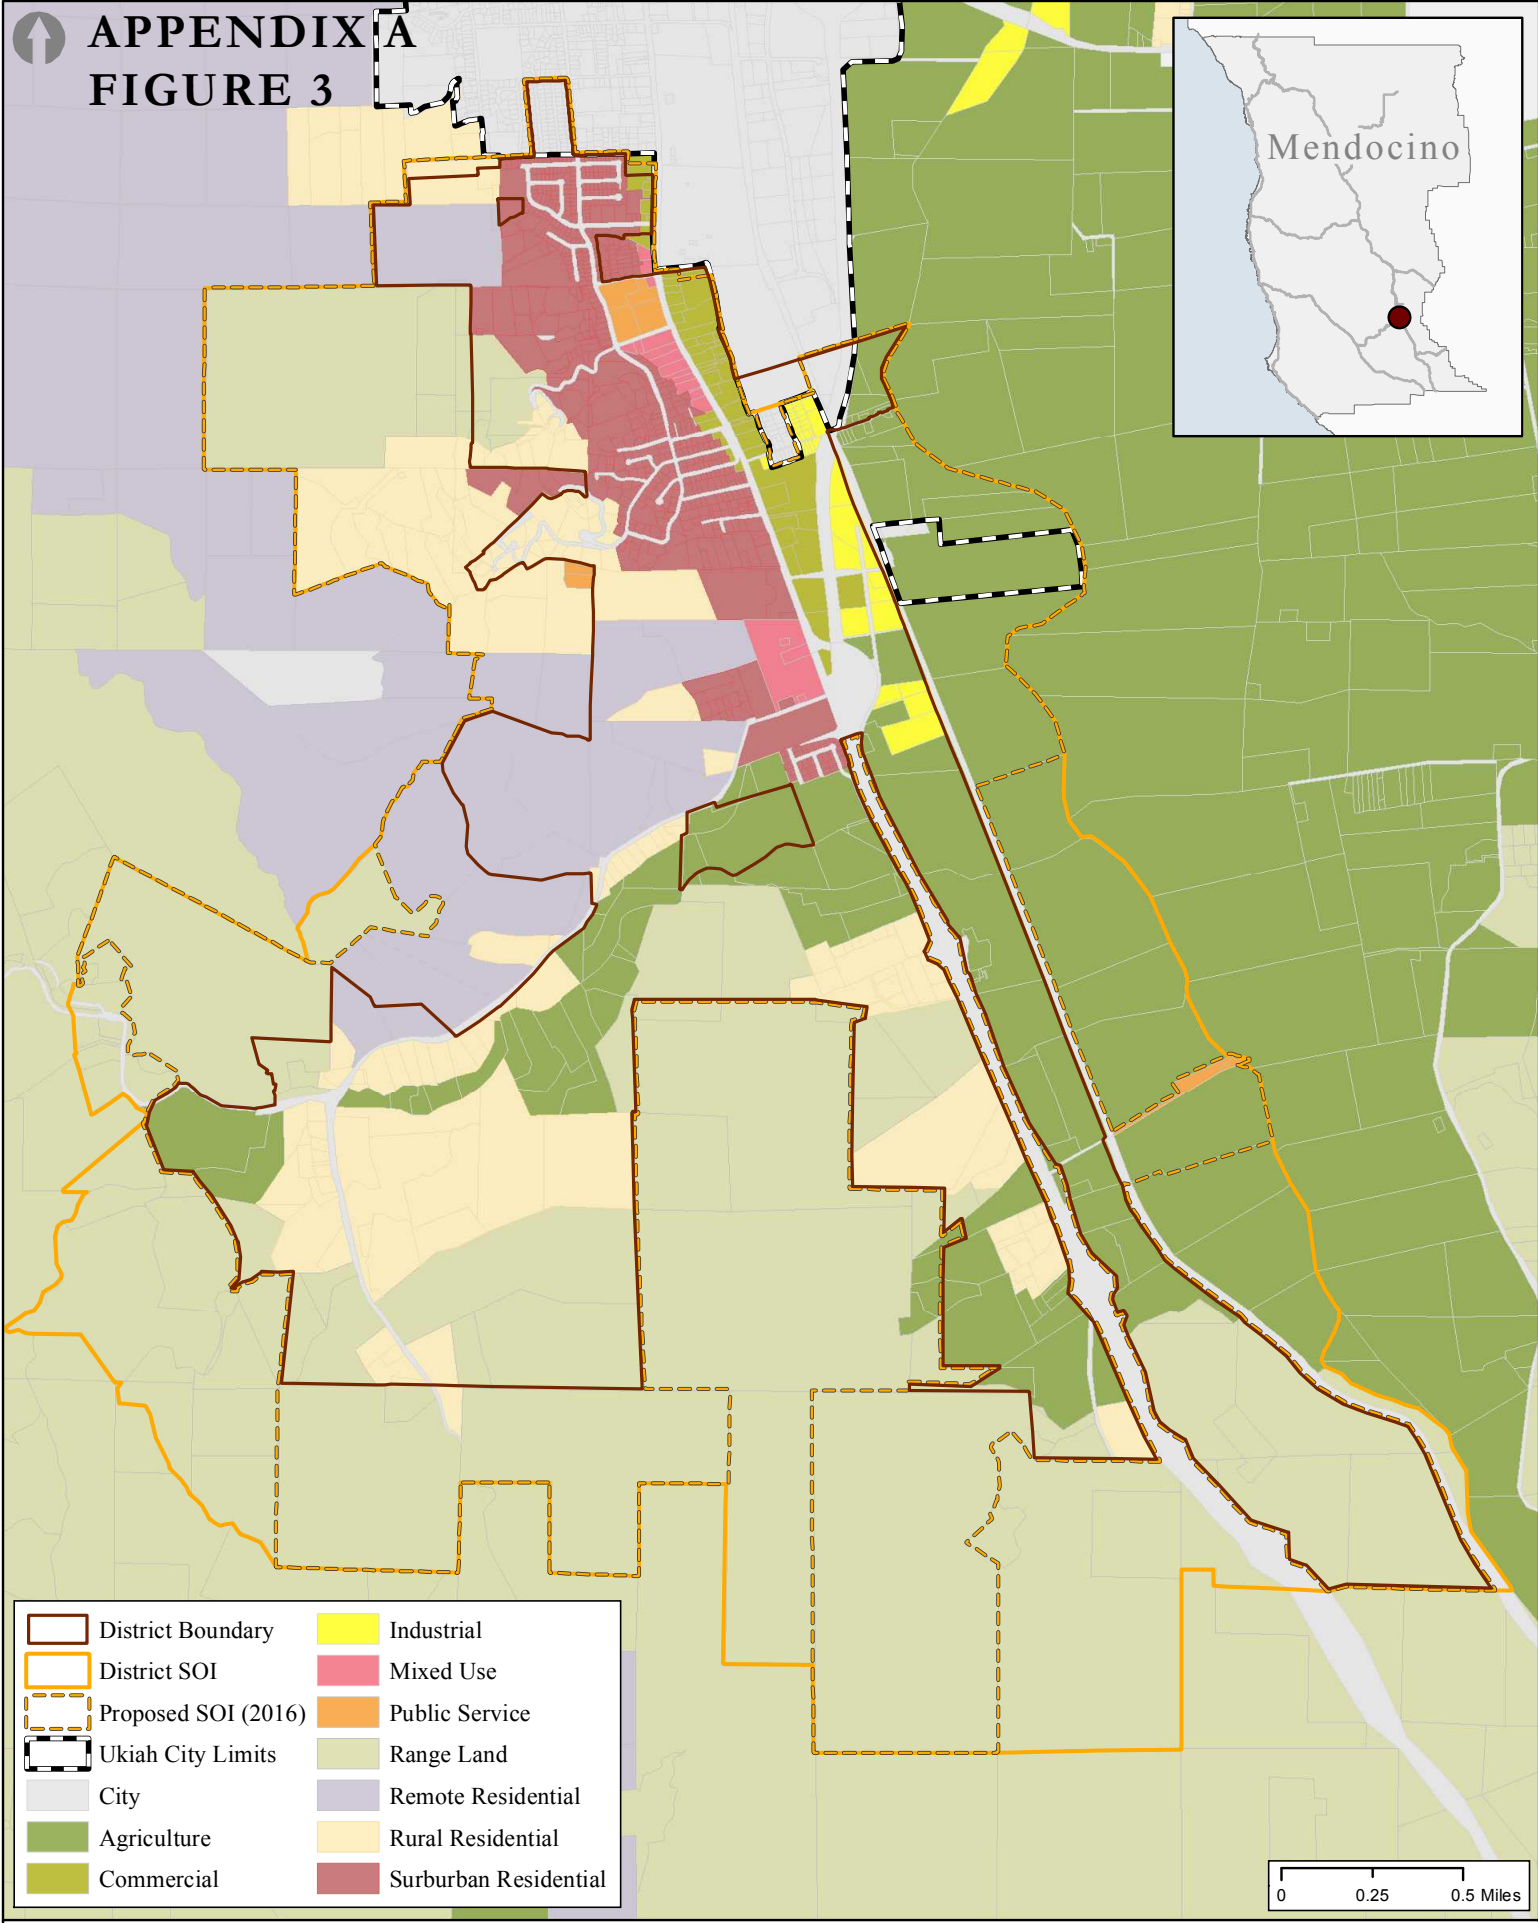 APPENDIX A
FIGURE 3
Mendocino
District Boundary
District SOI
Proposed SOI (2016)
Ukiah City Limits
City
Agriculture
Commercial
Industrial
Mixed Use
Public Service
Range Land
Remote Residential
Rural Residential
Surburban Residential
0 0.25 0.5 Miles